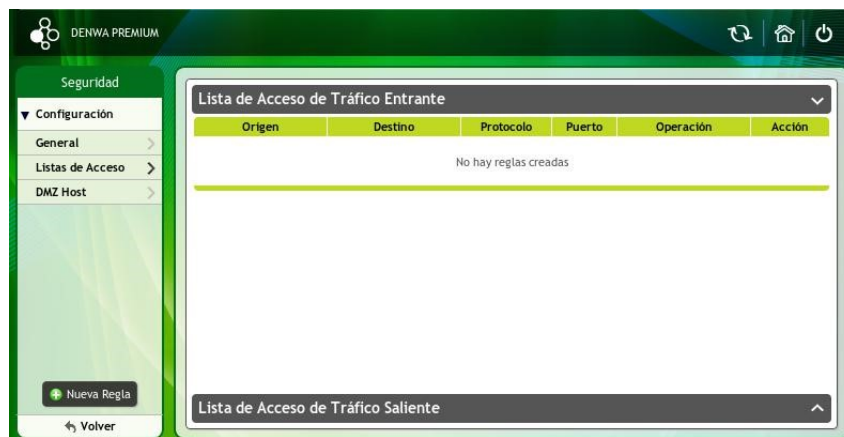 DENWA PREMIUM
Seguridad
Configuración
General
Listas de Acceso
DMZ Host
Nueva Regla
Volver
Lista de Acceso de Tráfico Entrante
Origen Destino Protocolo Puerto Operación Acción
No hay reglas creadas
Lista de Acceso de Tráfico Saliente